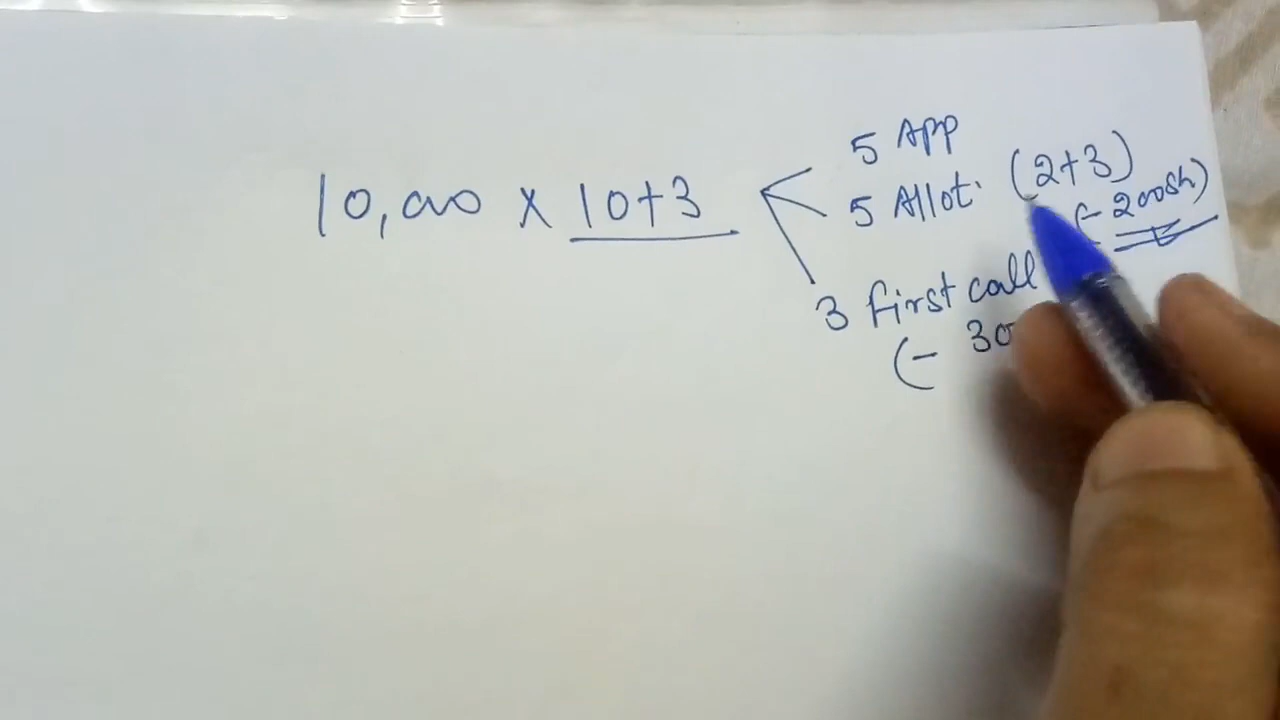 10,000 × 10+3
5 App
5 Allot. (2+3)
(- 200sh)
3 first call
(- 30